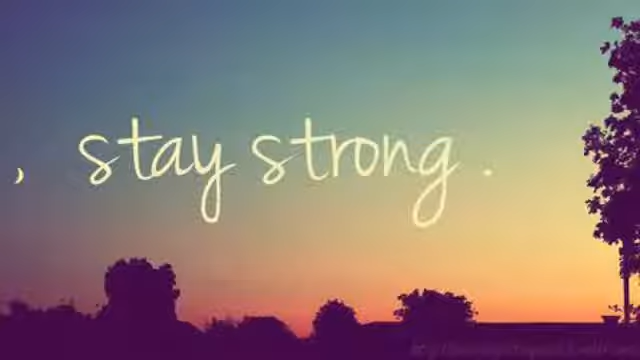 , stay strong .